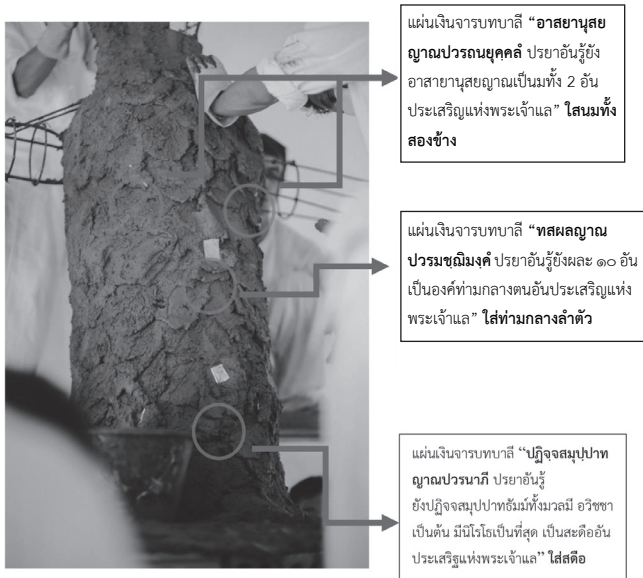 แผ่นเงินจารบทบาลี “อาสยานุสย
ญาณปวรถนยุคฺคลํ ปรยาอันรู้ยัง
อาสายานุสยญาณเป็นมทั้ง 2 อัน
ประเสริญแห่งพระเจ้าแล” ใสนมทั้ง
สองข้าง
แผ่นเงินจารบทบาลี “ทสผลญาณ
ปวรมชฺฌิมงฺคํ ปรยาอันรู้ยังผละ ๑๐ อัน
เป็นองค์ท่ามกลางตนอันประเสริญแห่ง
พระเจ้าแล” ใส่ท่ามกลางลำตัว
แผ่นเงินจารบทบาลี “ปฏิจฺจสมุปฺปาท
ญาณปวรนาภี ปรยาอันรู้
ยังปฏิจจสมุปปาทธัมม์ทั้งมวลมี อวิชชา
เป็นต้น มีนิโรโธเป็นที่สุด เป็นสะดืออัน
ประเสริฐแห่งพระเจ้าแล” ใส่สดือ